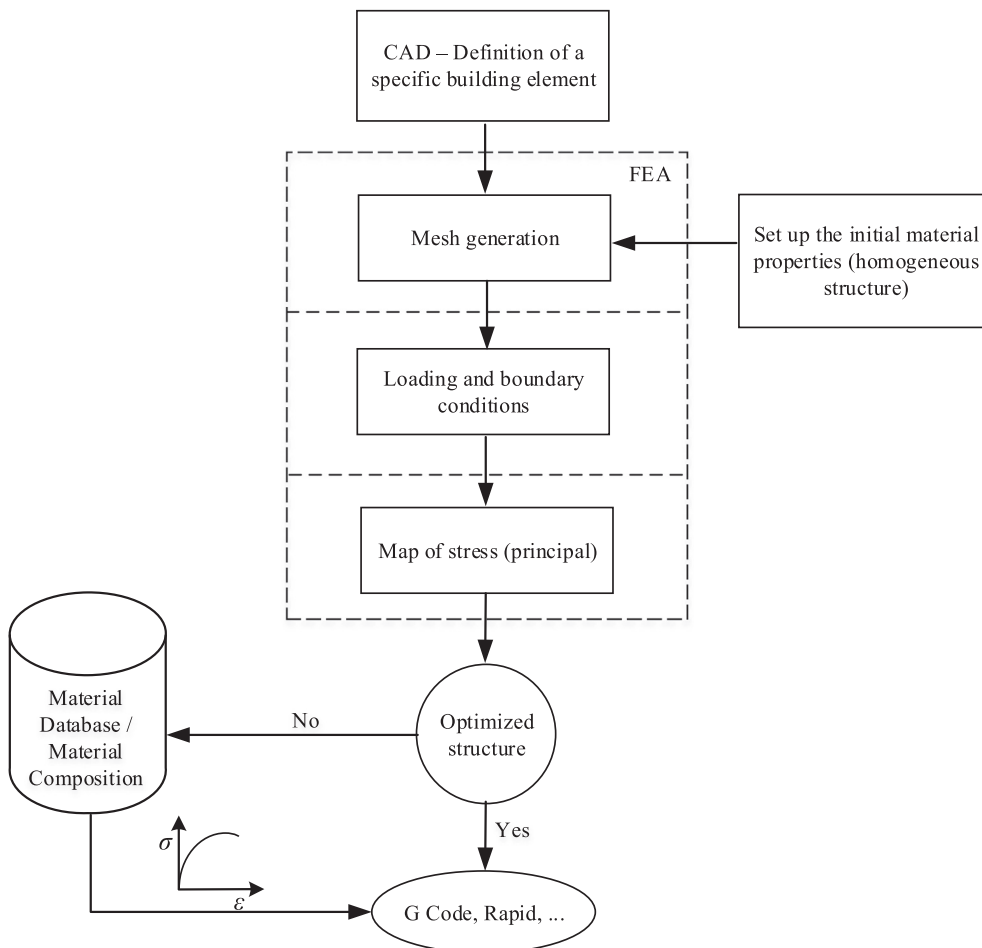 CAD – Definition of a
specific building element
FEA
Mesh generation
Set up the initial material
properties (homogeneous
structure)
Loading and boundary
conditions
Map of stress (principal)
Material
Database /
Material
Composition
No
Optimized
structure
Yes
σ
ε
G Code, Rapid, ...